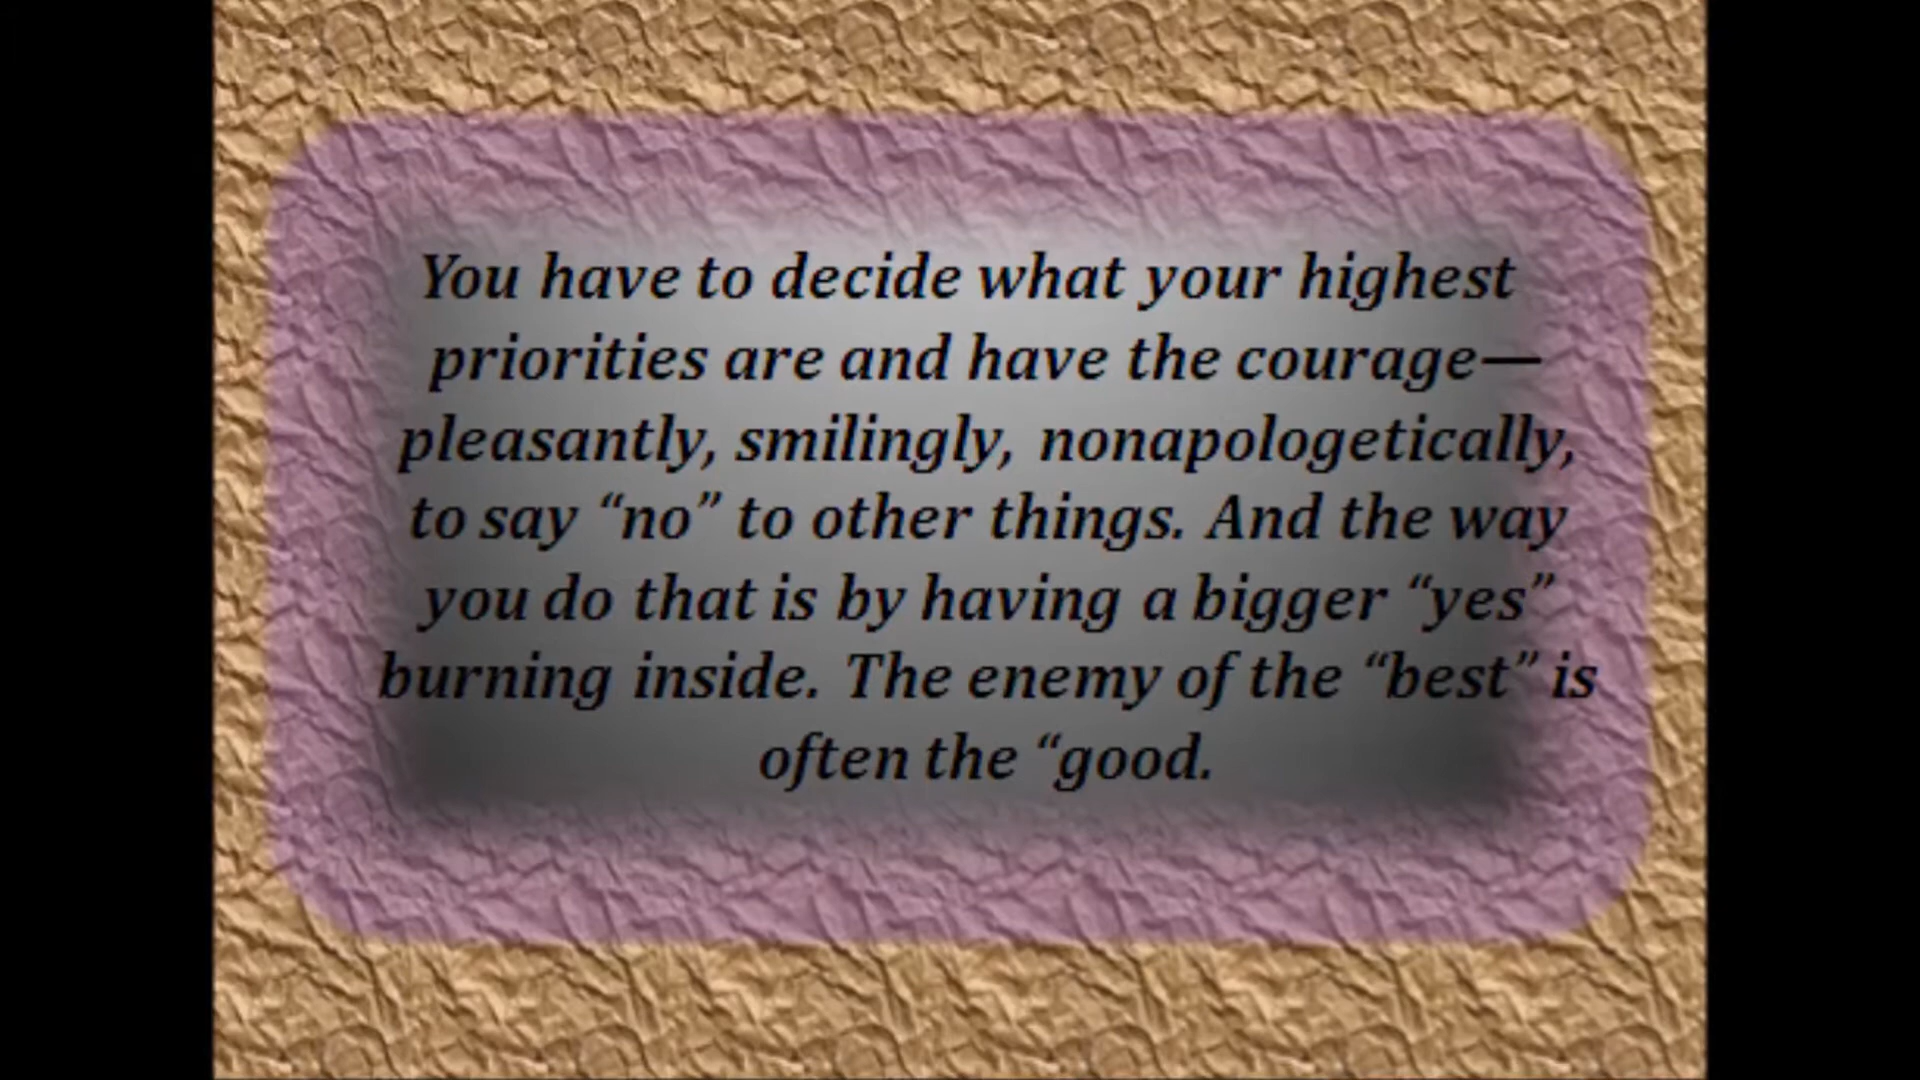 You have to decide what your highest
priorities are and have the courage—
pleasantly, smilingly, nonapologetically,
to say “no” to other things. And the way
you do that is by having a bigger “yes”
burning inside. The enemy of the “best” is
often the “good.